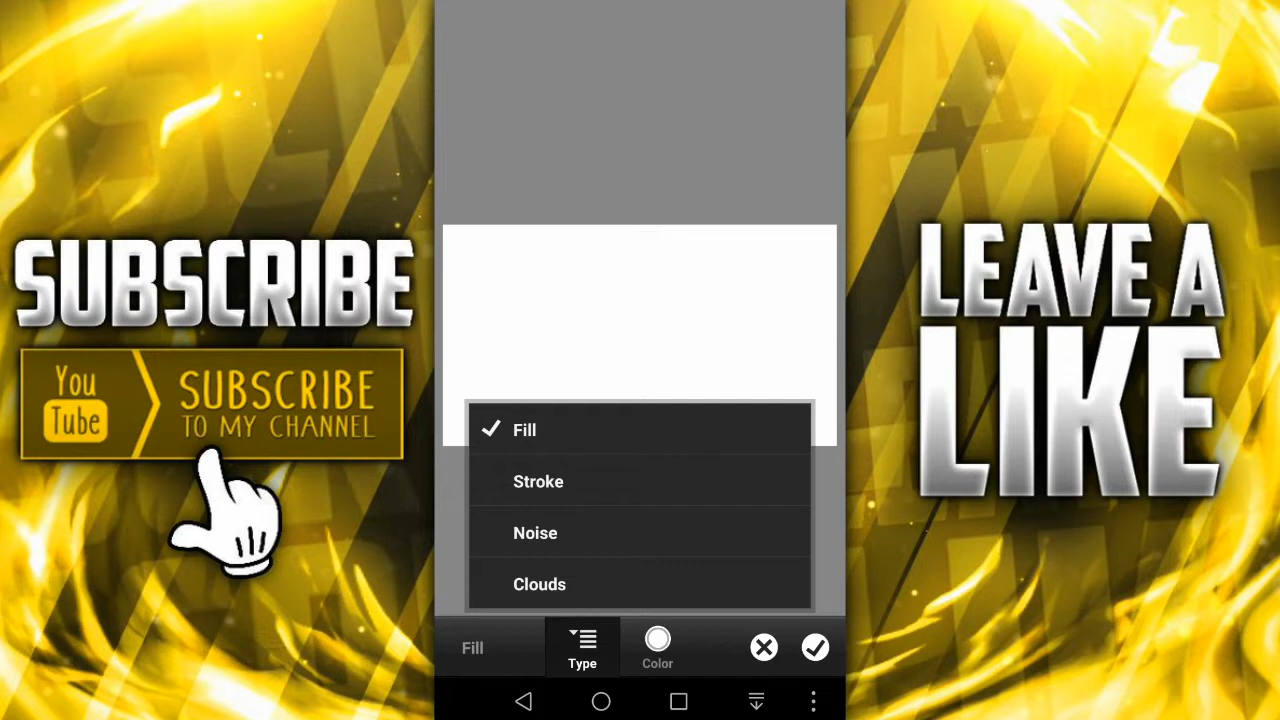 SUBSCRIBE
You
Tube
SUBSCRIBE
TO MY CHANNEL
Fill
Stroke
Noise
Clouds
Fill
Type
Color
LEAVE A
LIKE